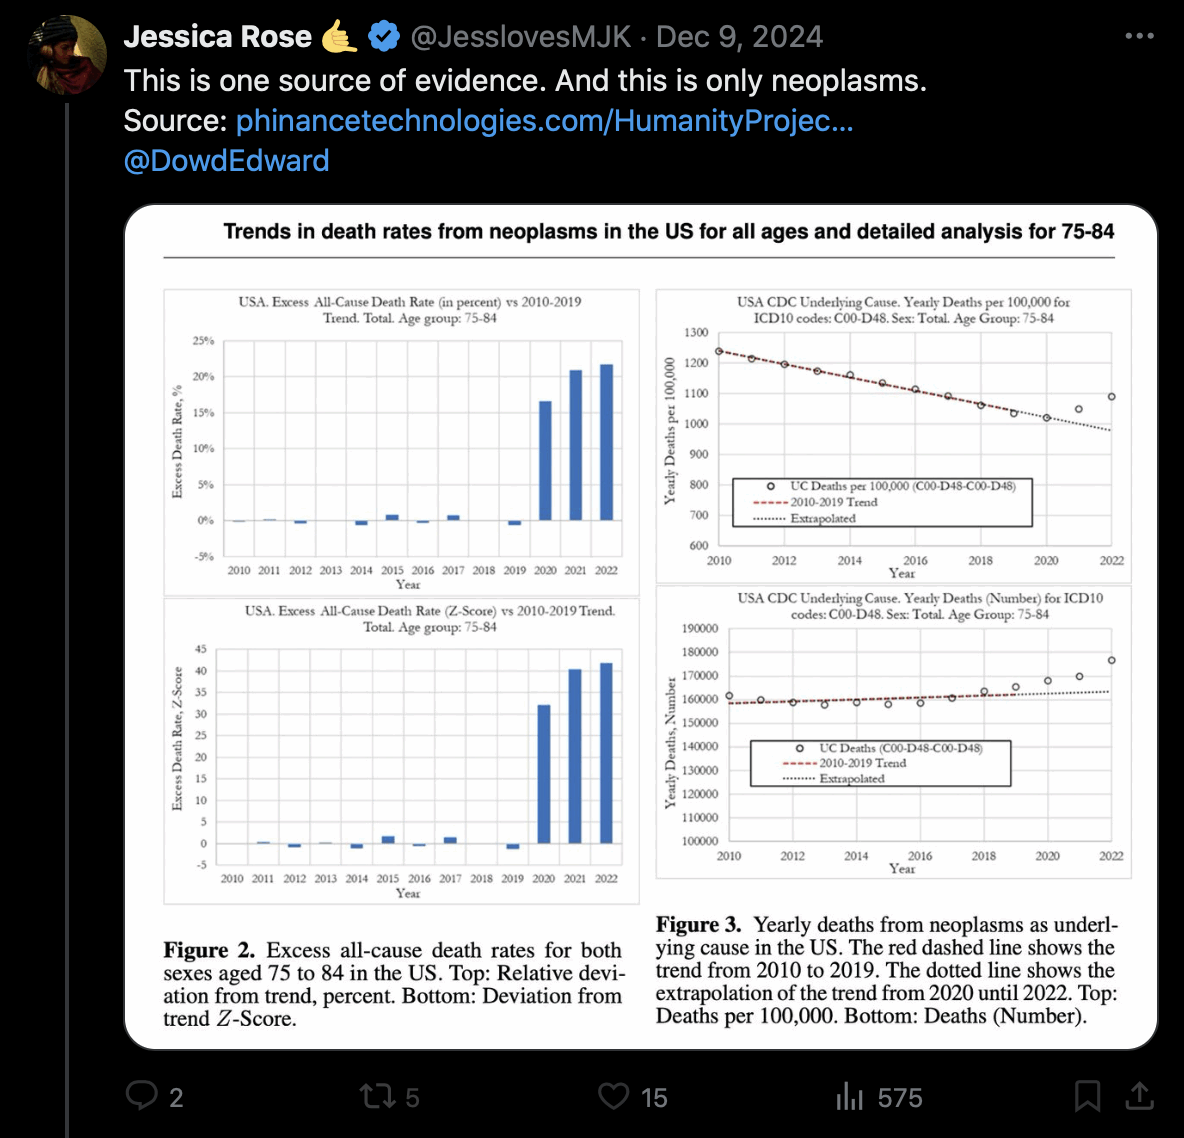 Jessica Rose 🤙 @JesslovesMJK · Dec 9, 2024
This is one source of evidence. And this is only neoplasms.
Source: phinancetechnologies.com/HumanityProjec...
@DowdEdward
Trends in death rates from neoplasms in the US for all ages and detailed analysis for 75-84
USA. Excess All-Cause Death Rate (in percent) vs 2010-2019
Trend. Total. Age group: 75-84
Excess Death Rate, %
25%
20%
15%
10%
5%
0%
-5%
2010 2011 2012 2013 2014 2015 2016 2017 2018 2019 2020 2021 2022
Year
USA. Excess All-Cause Death Rate (Z-Score) vs 2010-2019 Trend.
Total. Age group: 75-84
Excess Death Rate, Z-Score
45
40
35
30
25
20
15
10
5
0
-5
2010 2011 2012 2013 2014 2015 2016 2017 2018 2019 2020 2021 2022
Year
Figure 2. Excess all-cause death rates for both
sexes aged 75 to 84 in the US. Top: Relative devi-
ation from trend, percent. Bottom: Deviation from
trend Z-Score.
USA CDC Underlying Cause. Yearly Deaths per 100,000 for
ICD10 codes: C00-D48. Sex: Total. Age Group: 75-84
Yearly Deaths per 100,000
1300
1200
1100
1000
900
800
700
600
UC Deaths per 100,000 (C00-D48-C00-D48)
2010-2019 Trend
Extrapolated
2010 2012 2014 2016 2018 2020 2022
Year
USA CDC Underlying Cause. Yearly Deaths (Number) for ICD10
codes: C00-D48. Sex: Total. Age Group: 75-84
Yearly Deaths, Number
190000
180000
170000
160000
150000
140000
130000
120000
110000
100000
UC Deaths (C00-D48-C00-D48)
2010-2019 Trend
Extrapolated
2010 2012 2014 2016 2018 2020 2022
Year
Figure 3. Yearly deaths from neoplasms as underl-
ying cause in the US. The red dashed line shows the
trend from 2010 to 2019. The dotted line shows the
extrapolation of the trend from 2020 until 2022. Top:
Deaths per 100,000. Bottom: Deaths (Number).
2 5 15 575